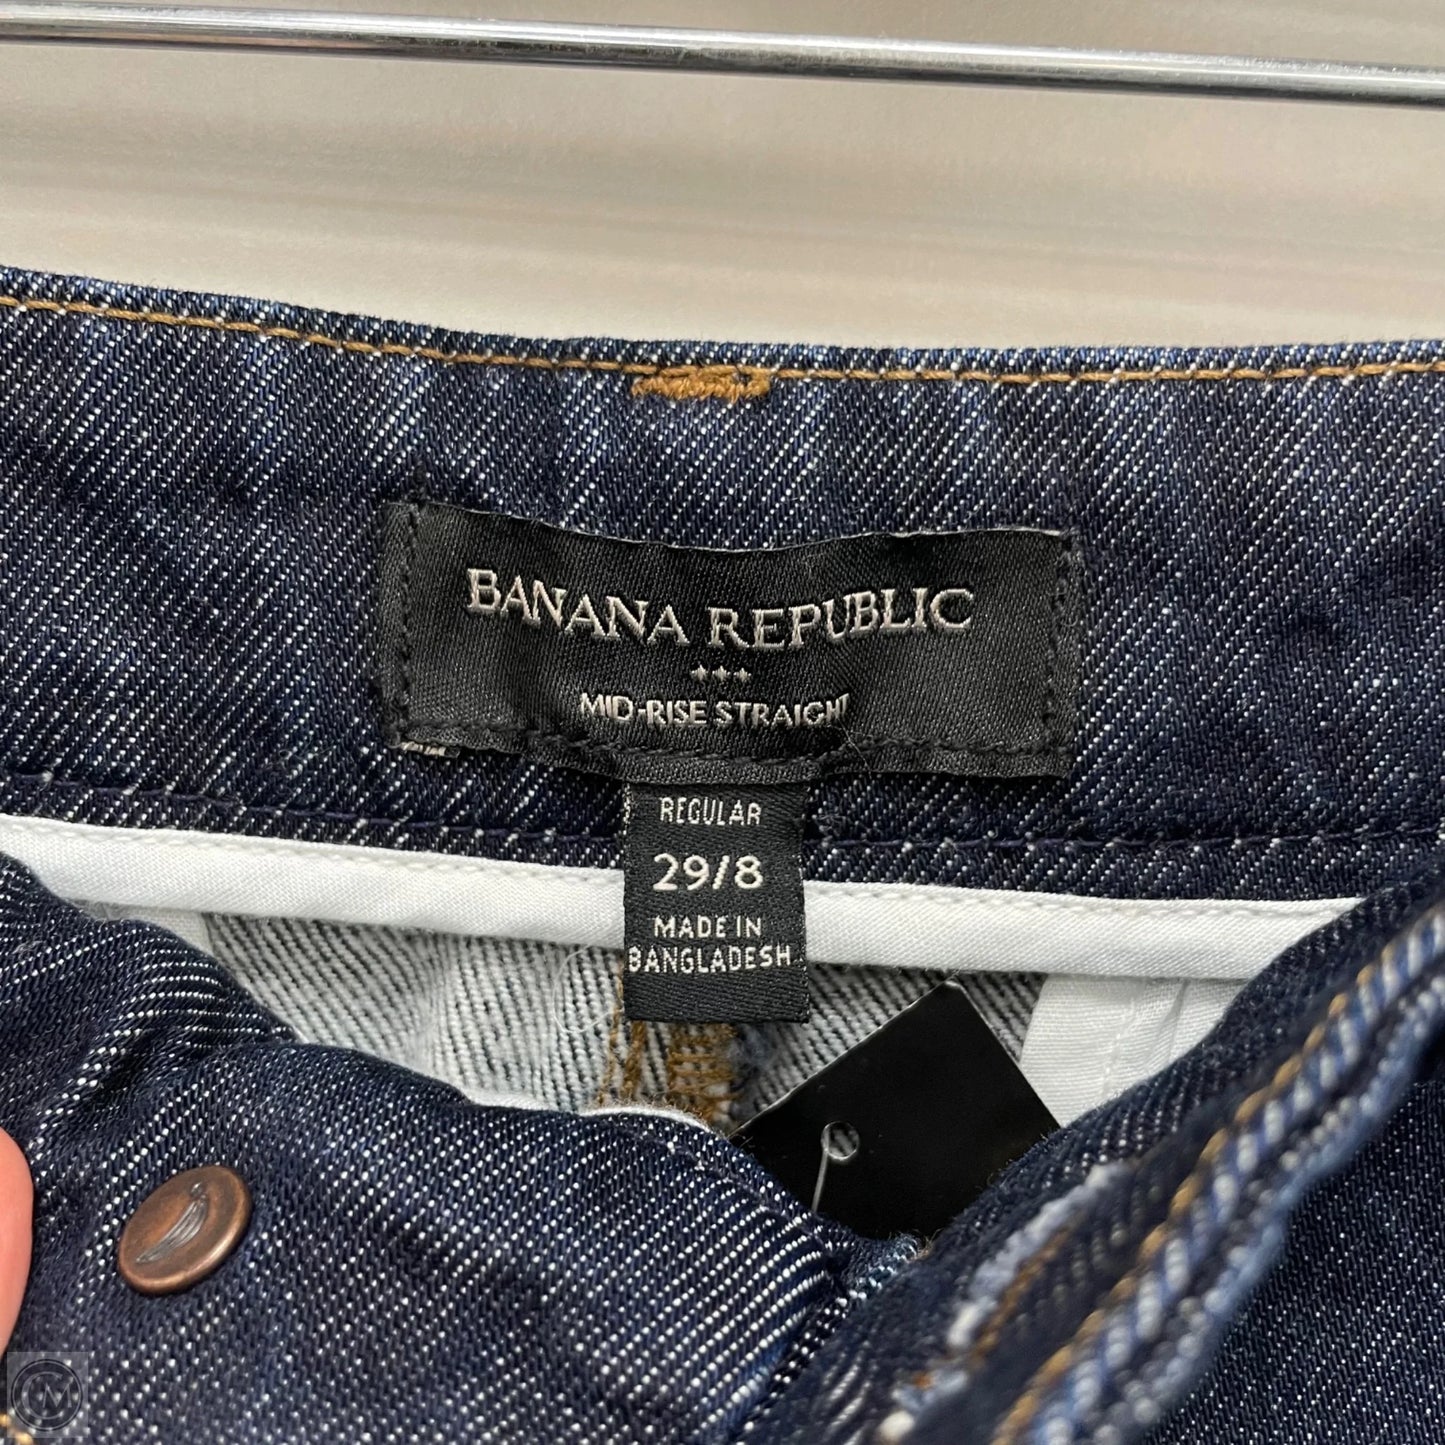 BANANA REPUBLIC
MID-RISE STRAIGHT
REGULAR
29/8
MADE IN
BANGLADESH